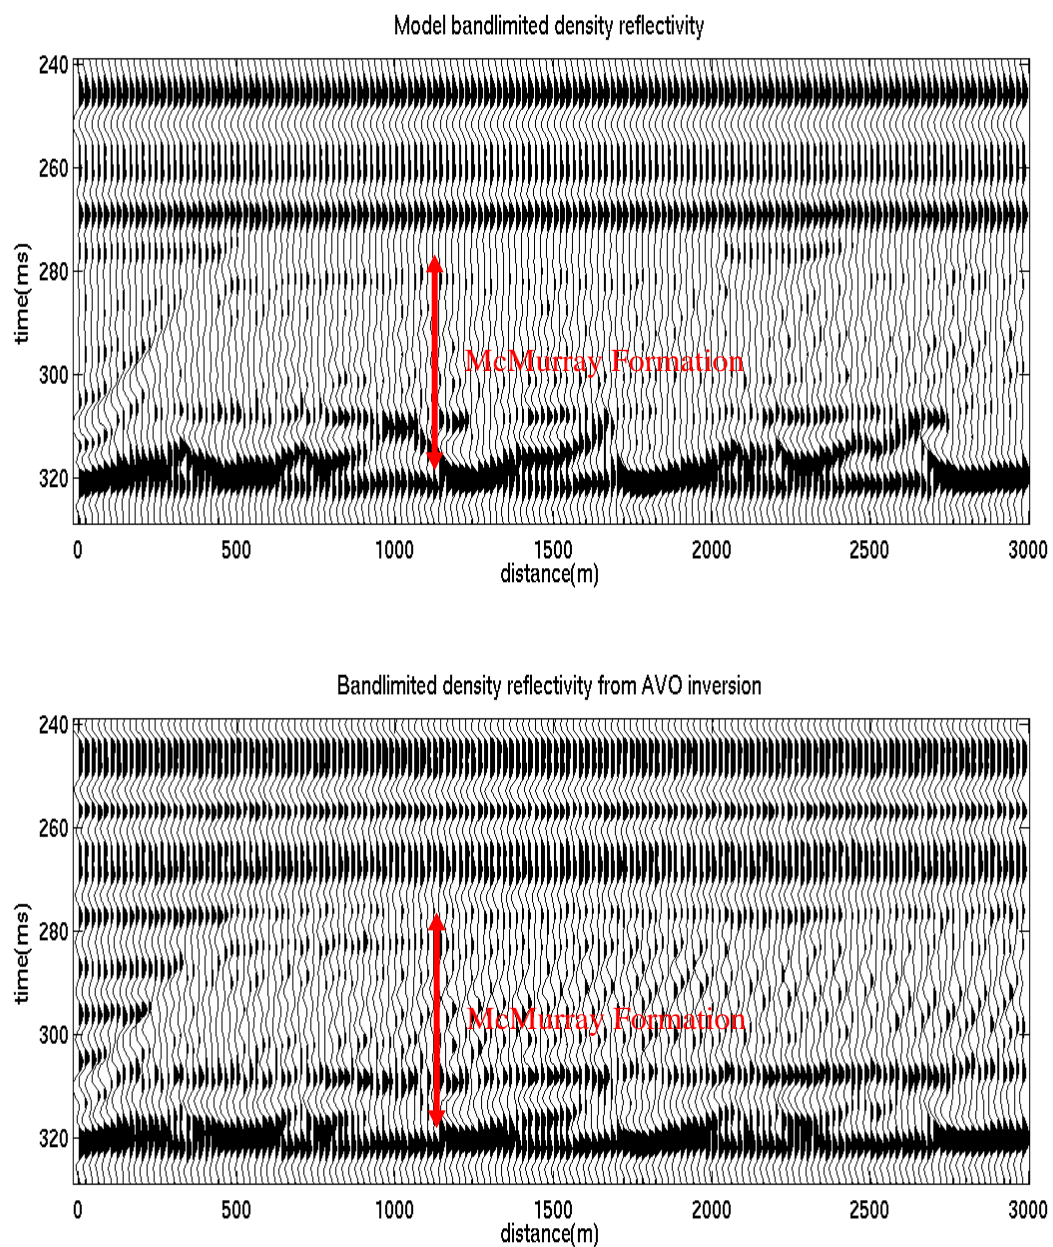 Model bandlimited density reflectivity
240
260
280
300
320
time(ms)
McMurray Formation
0 500 1000 1500 2000 2500 3000
distance(m)
Bandlimited density reflectivity from AVO inversion
240
260
280
300
320
time(ms)
McMurray Formation
0 500 1000 1500 2000 2500 3000
distance(m)